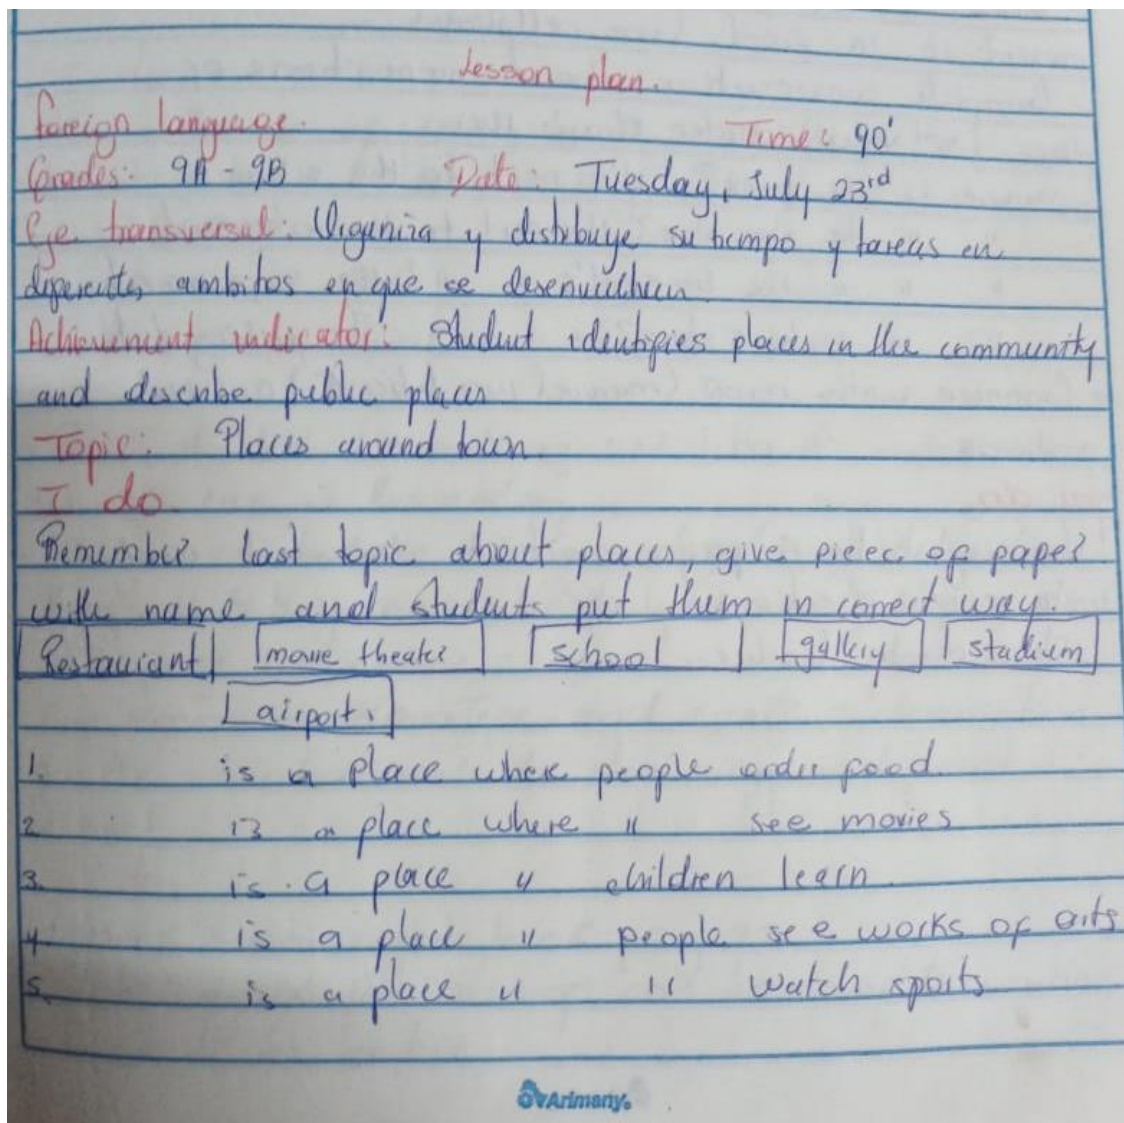 Lesson plan.
foreign language. Time: 90'
Grades: 9A - 9B Date: Tuesday, July 23rd
Eje transversal: Organiza y distribuye su tiempo y tareas en
diferentes ambitos en que se desenvuelven
Achievement indicator: Student identifies places in the community
and describe public places
Topic: Places around town.
I do.
Remember last topic about places, give piece of paper
with name and students put them in correct way.
Restaurant movie theater school gallery stadium
airport.
1. is a place where people order food.
2 is a place where " see movies
3. is a place " children learn.
4. is a place " people see works of arts
5. is a place " " watch sports
Arimany.